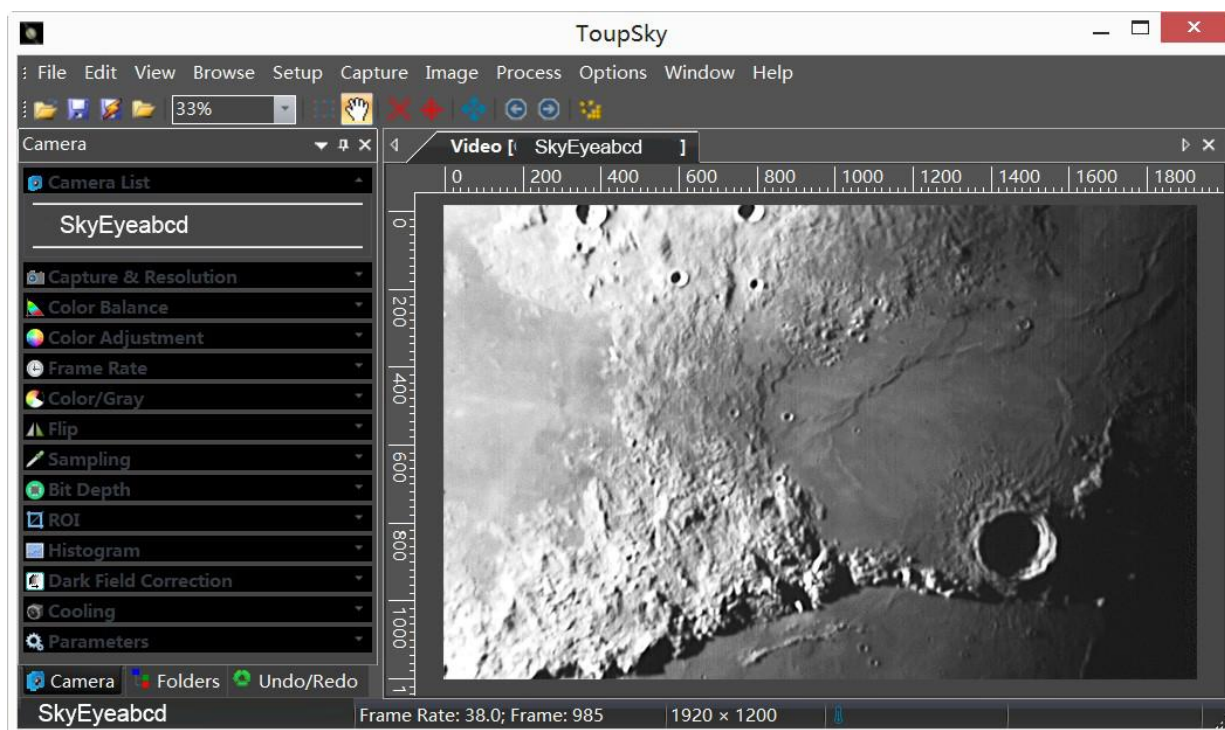 ToupSky
File Edit View Browse Setup Capture Image Process Options Window Help
33%
Camera
Video [ SkyEyeabcd ]
0 200 400 600 800 1000 1200 1400 1600 1800
Camera List
SkyEyeabcd
Capture & Resolution
Color Balance
Color Adjustment
Frame Rate
Color/Gray
Flip
Sampling
Bit Depth
ROI
Histogram
Dark Field Correction
Cooling
Parameters
0
200
400
600
800
1000
Camera Folders Undo/Redo
SkyEyeabcd
Frame Rate: 38.0; Frame: 985
1920 × 1200